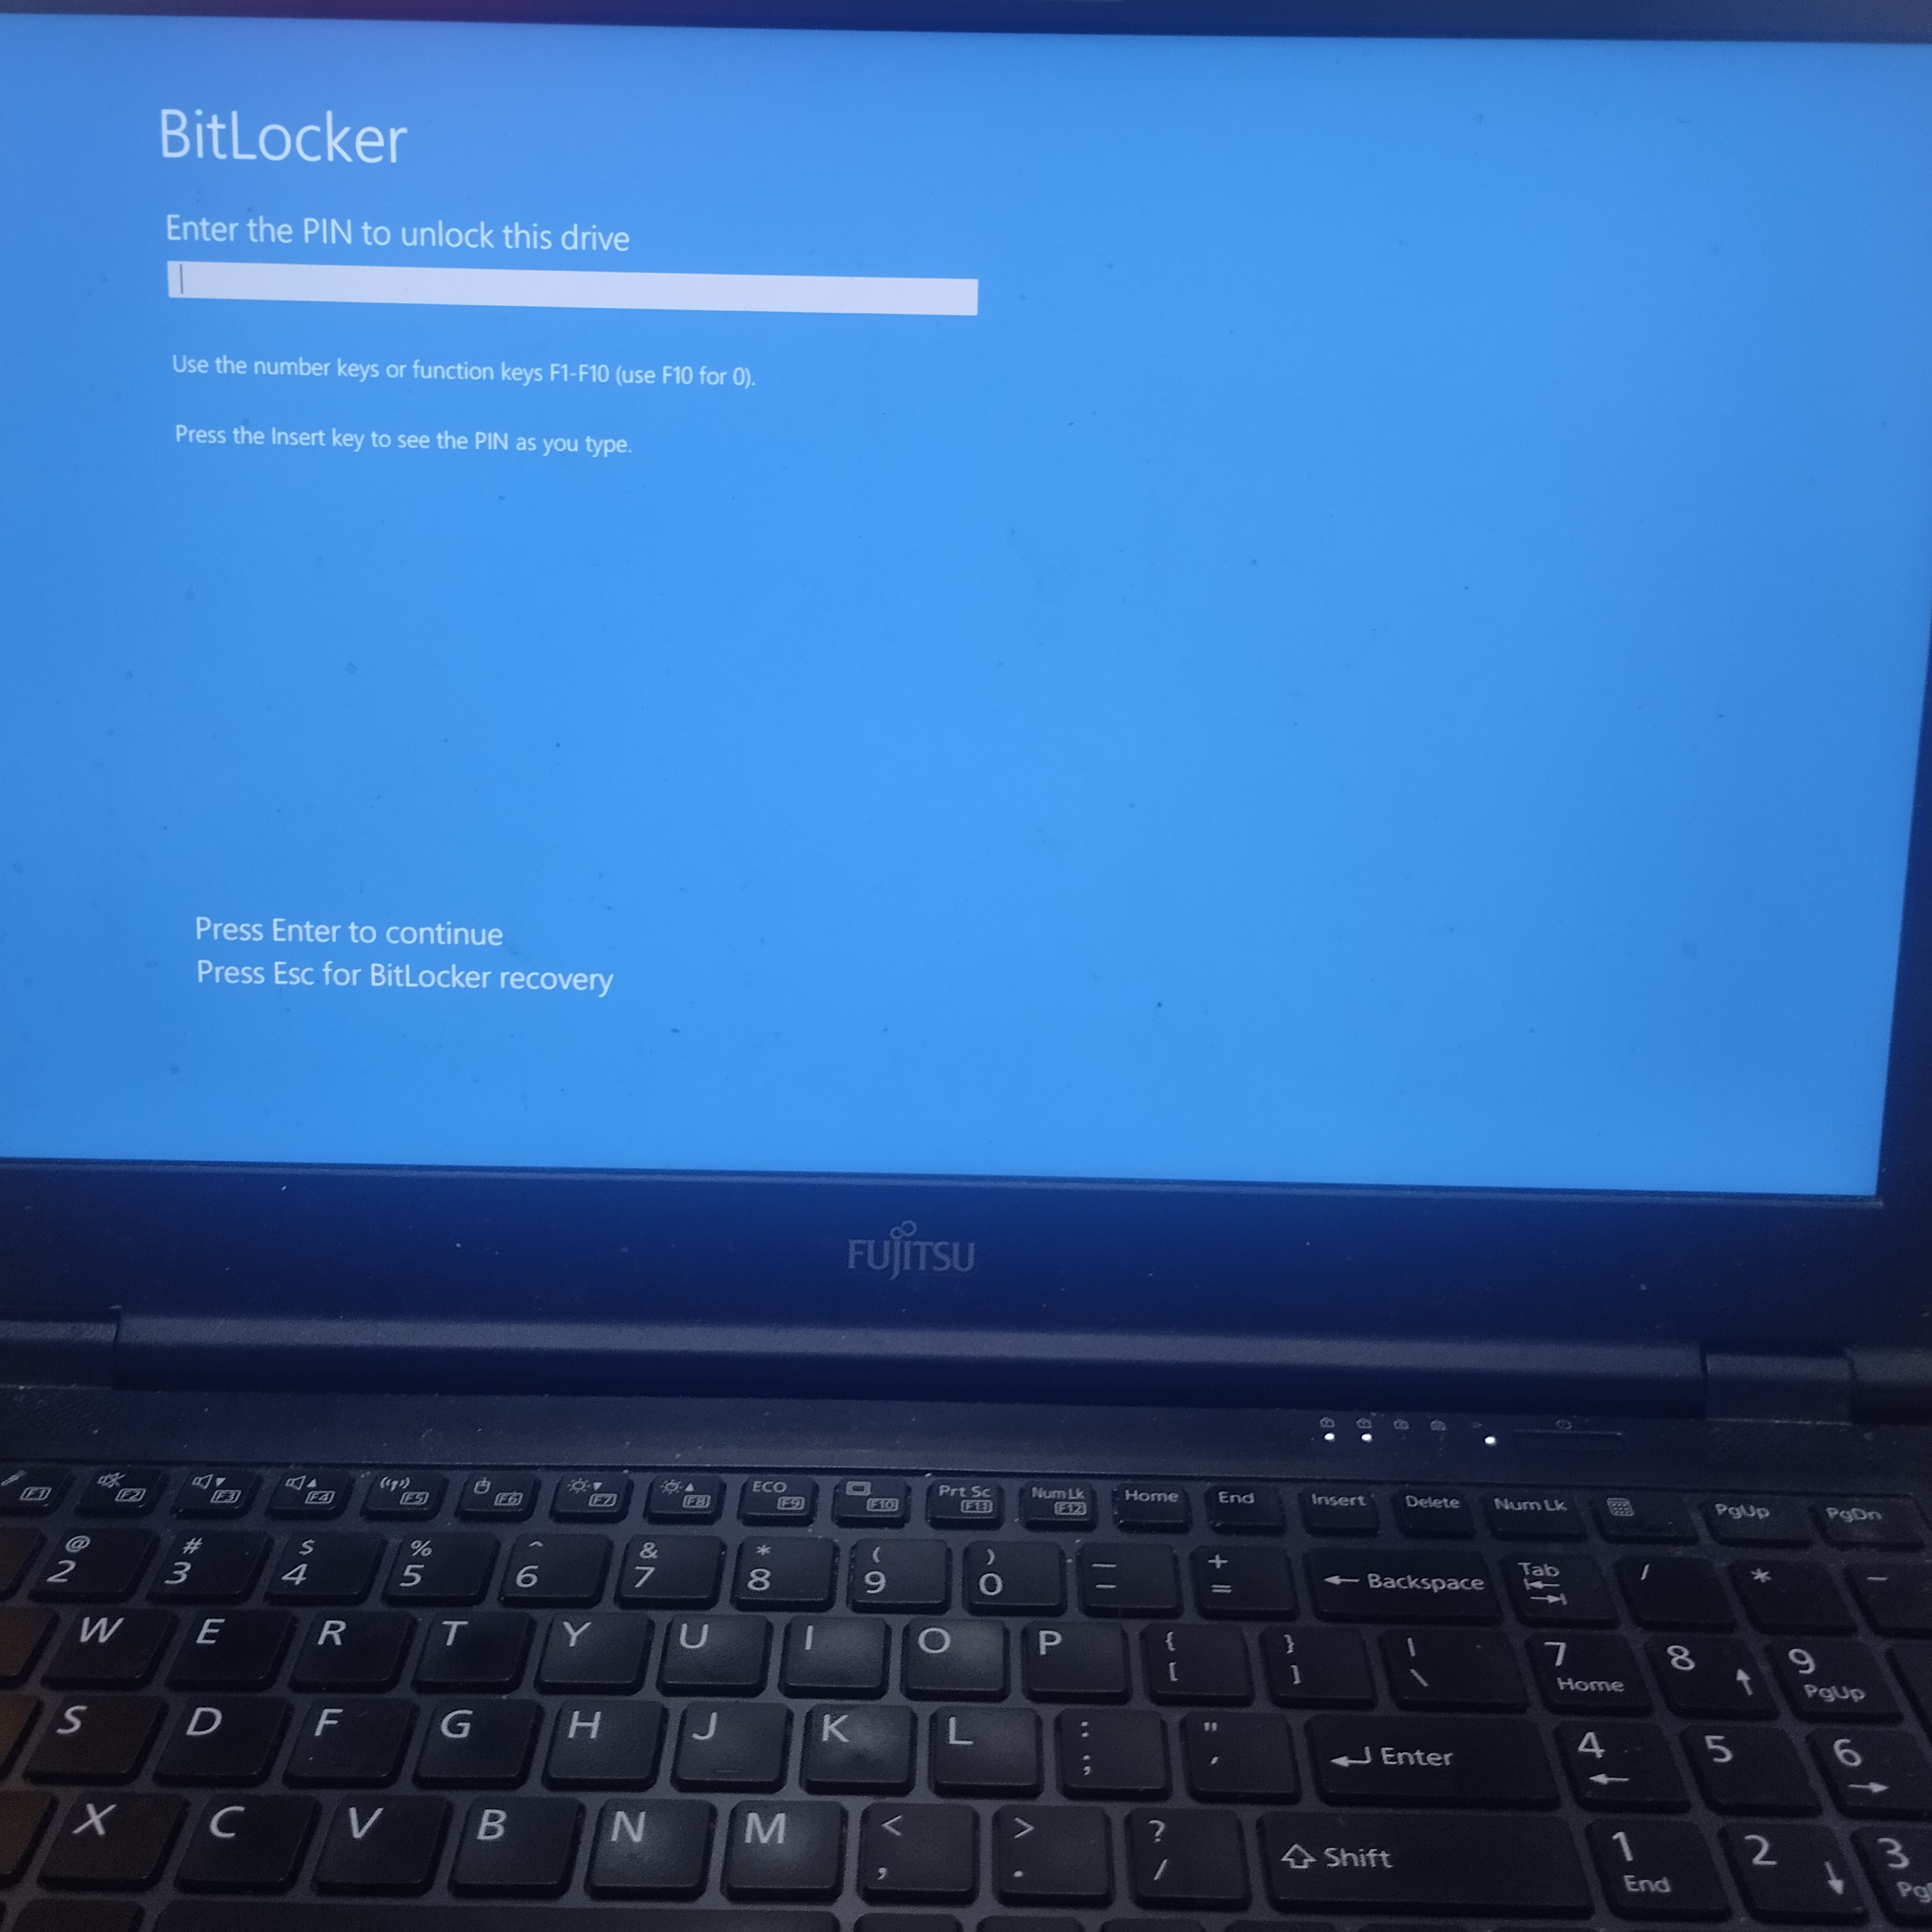 BitLocker
Enter the PIN to unlock this drive
Use the number keys or function keys F1-F10 (use F10 for 0).
Press the Insert key to see the PIN as you type.
Press Enter to continue
Press Esc for BitLocker recovery
FUJITSU
F1 F2 F3 F4 F5 F6 F7 F8 ECO F9 F10 Prt Sc F11 Num Lk F12 Home End Insert Delete Num Lk PgUp PgDn
@ # $ % ^ & * ( ) _ +
2 3 4 5 6 7 8 9 0 - = ← Backspace Tab / * -
W E R T Y U I O P { [ } ] | \ 7 Home 8 ↑ 9 PgUp
S D F G H J K L : ; " ' Enter 4 ← 5 6 →
X C V B N M < , > . ? / Shift 1 End 2 ↓ 3